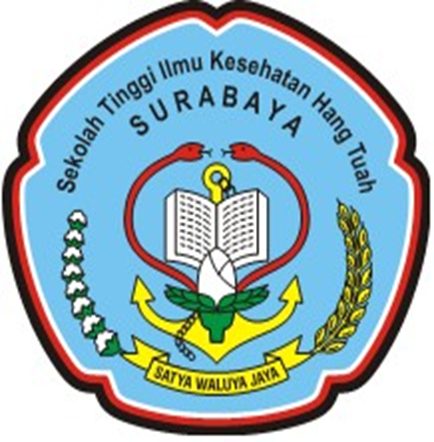 Sekolah Tinggi Ilmu Kesehatan Hang Tuah
SURABAYA
SATYA WALUYA JAYA